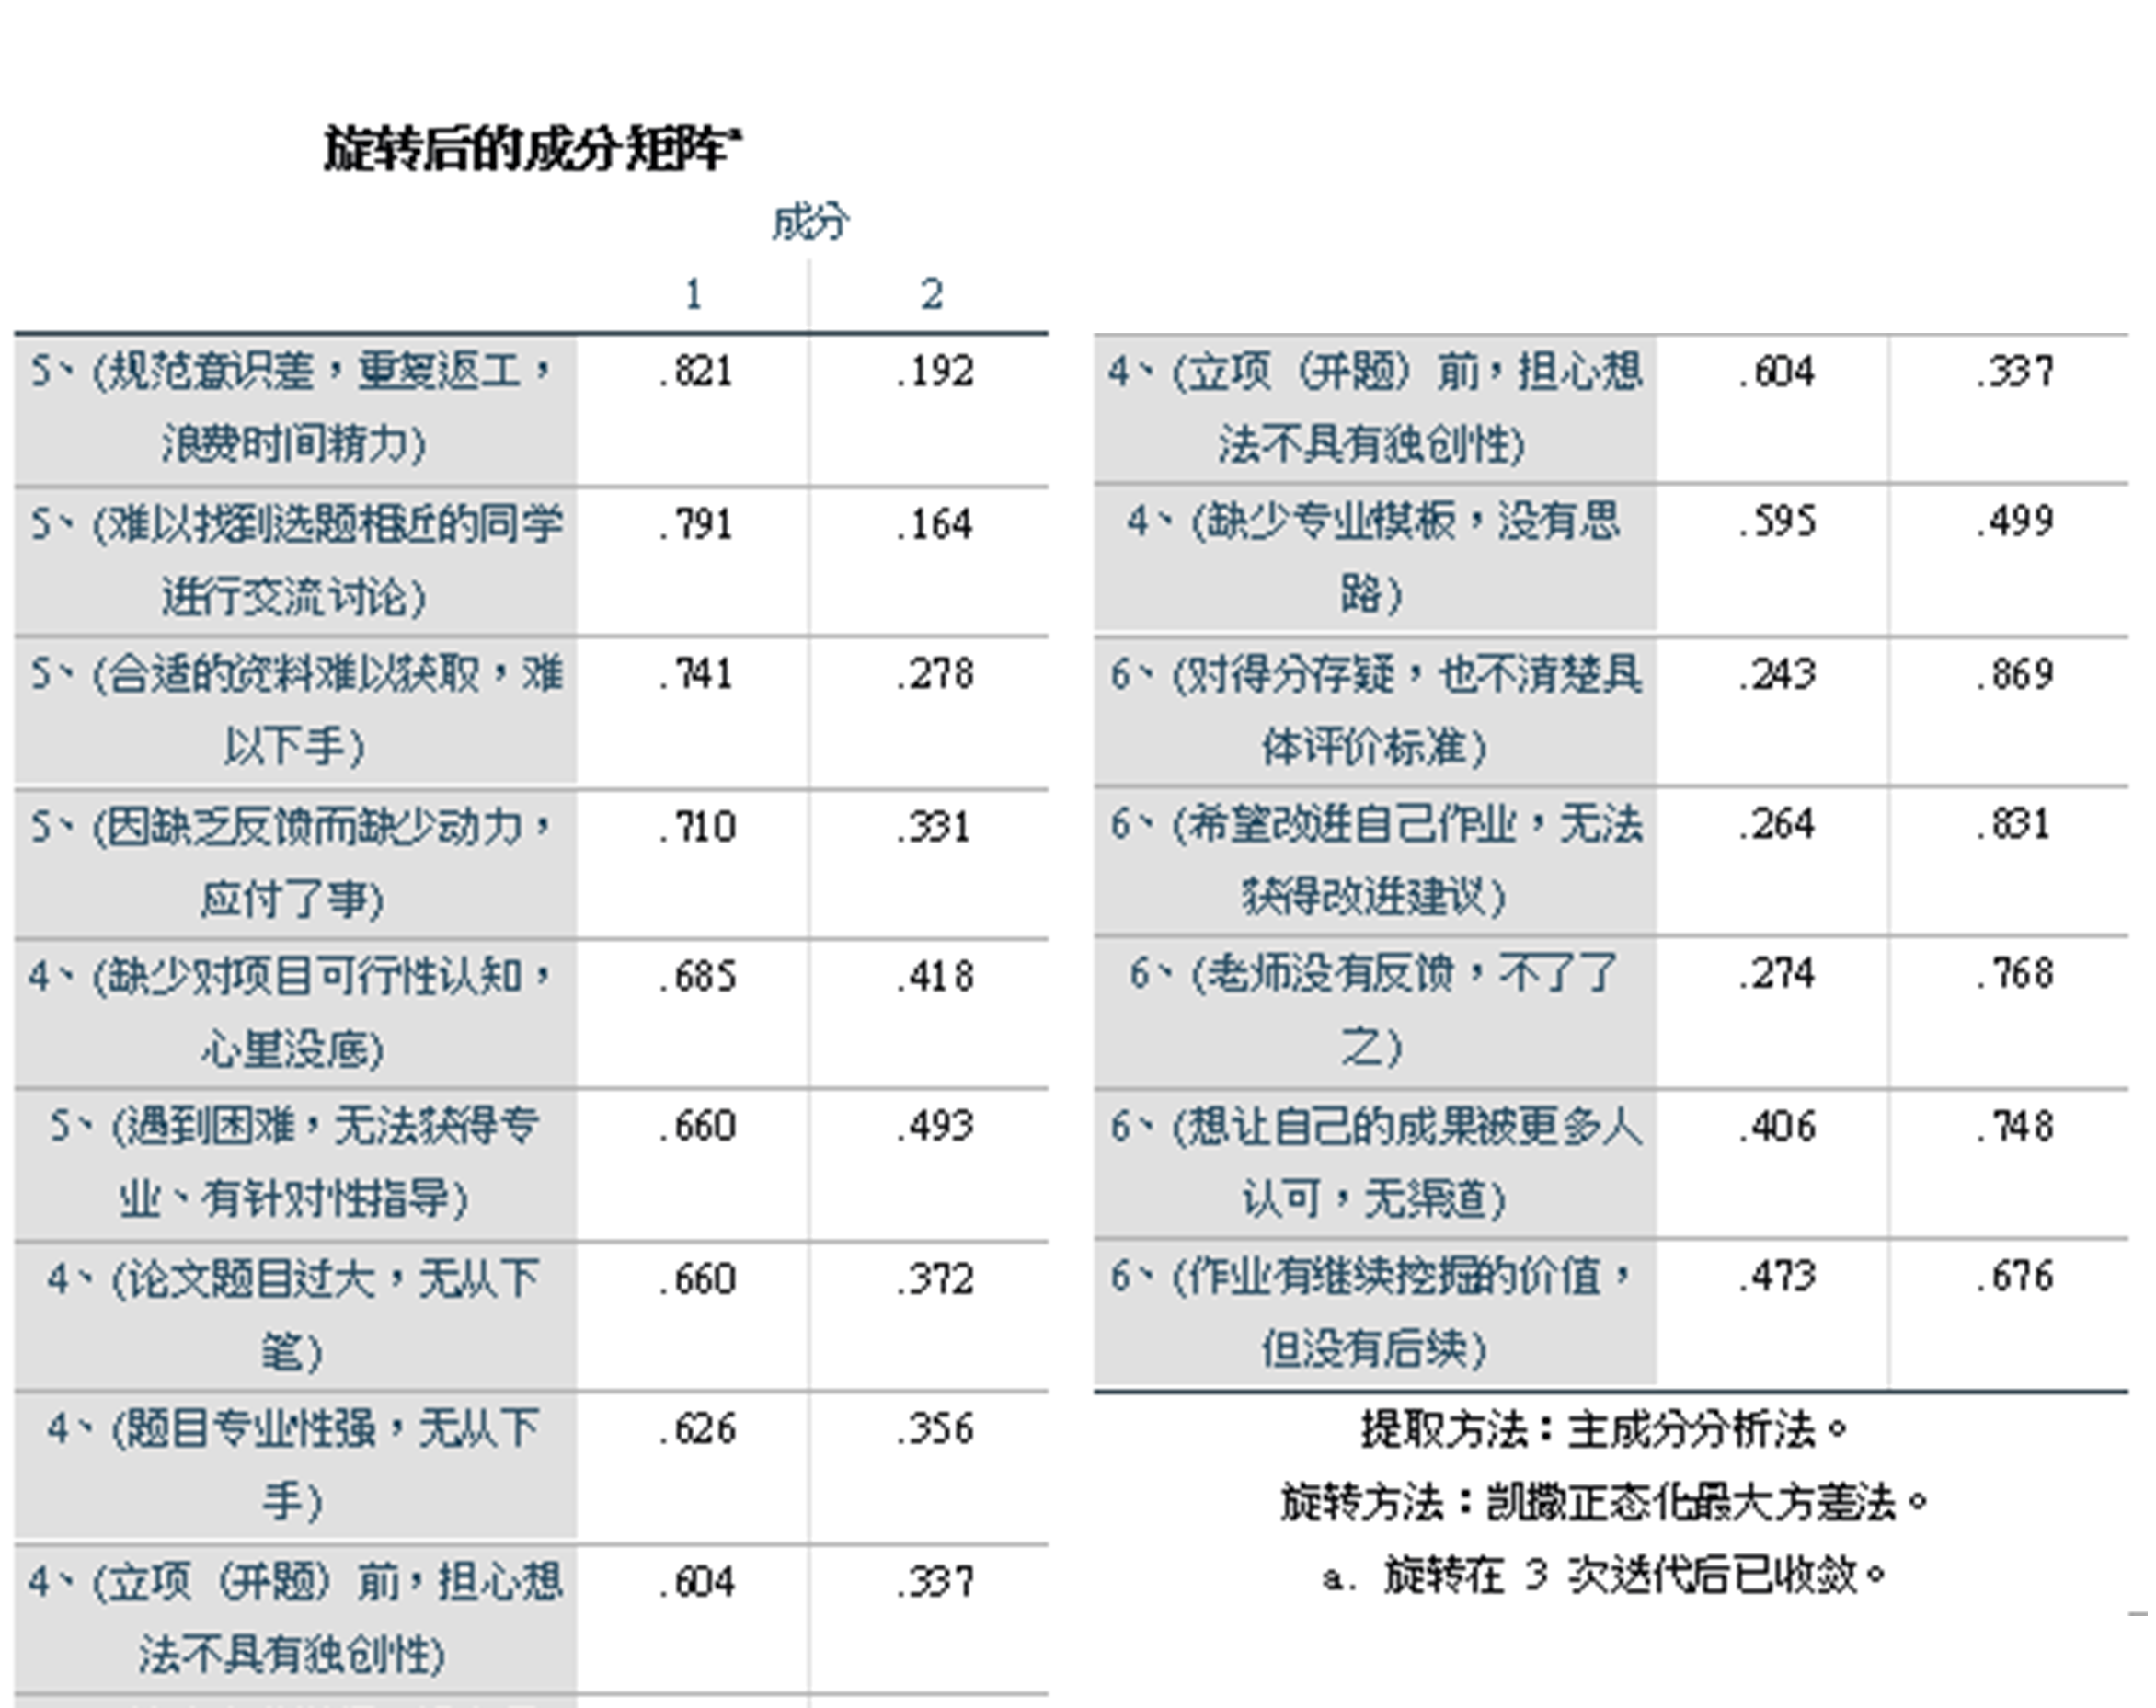 旋转后的成分矩阵a
成分
1 2
5、(规范意识差，重复返工， .821 .192
浪费时间精力)
5、(难以找到选题相近的同学 .791 .164
进行交流讨论)
5、(合适的资料难以获取，难 .741 .278
以下手)
5、(因缺乏反馈而缺少动力， .710 .331
应付了事)
4、(缺少对项目可行性认知， .685 .418
心里没底)
5、(遇到困难，无法获得专 .660 .493
业、有针对性指导)
4、(论文题目过大，无从下 .660 .372
笔)
4、(题目专业性强，无从下 .626 .356
手)
4、(立项（开题）前，担心想 .604 .337
法不具有独创性)
4、(立项（开题）前，担心想 .604 .337
法不具有独创性)
4、(缺少专业模板，没有思 .595 .499
路)
6、(对得分存疑，也不清楚具 .243 .869
体评价标准)
6、(希望改进自己作业，无法 .264 .831
获得改进建议)
6、(老师没有反馈，不了了 .274 .768
之)
6、(想让自己的成果被更多人 .406 .748
认可，无渠道)
6、(作业有继续挖掘的价值， .473 .676
但没有后续)
提取方法：主成分分析法。
旋转方法：凯撒正态化最大方差法。
a. 旋转在 3 次迭代后已收敛。